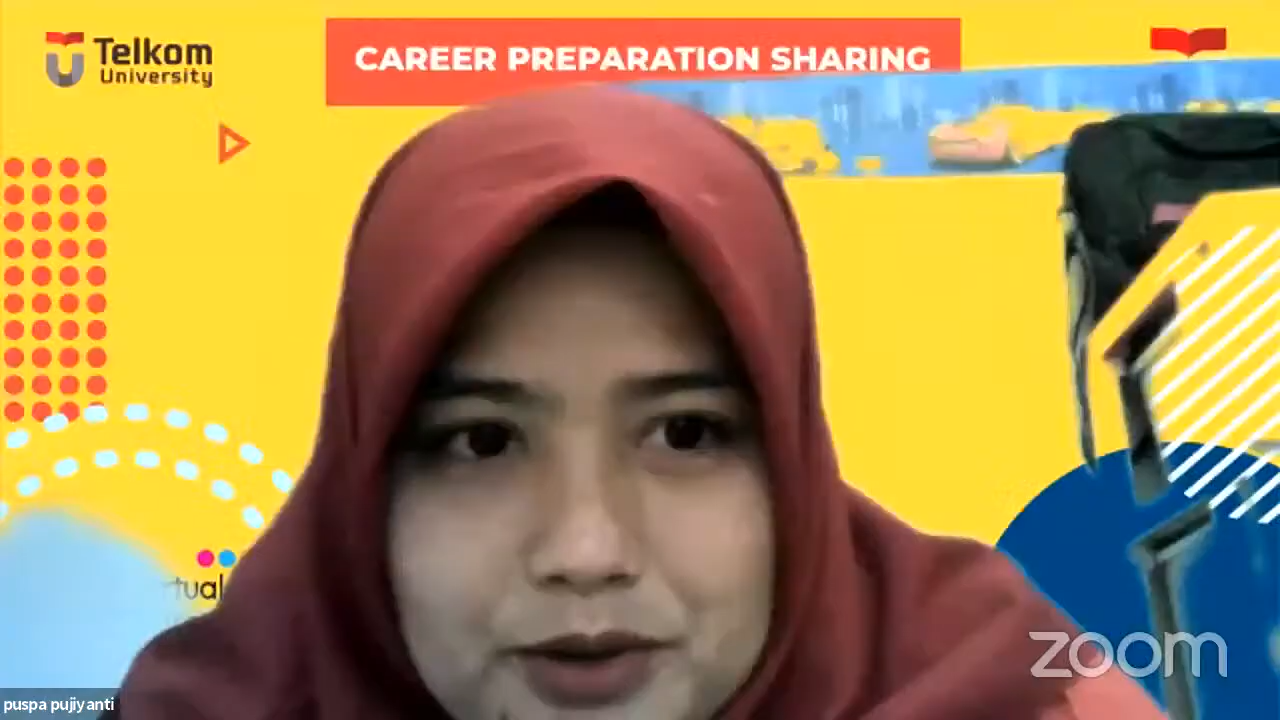 Telkom
University
CAREER PREPARATION SHARING
tual
puspa pujiyanti
zoom